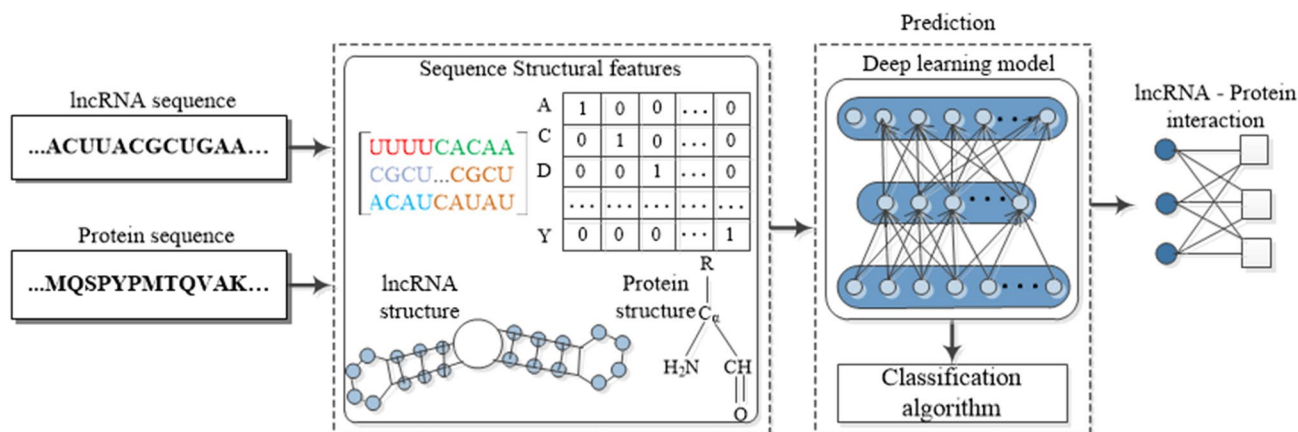 Prediction
Sequence Structural features
Deep learning model
lncRNA sequence
...ACUUACGCUGAA...
Protein sequence
...MQSPYPMTQVAK...
UUUUCACAA
CGCU...CGCU
ACAUCAUAU
A 1 0 0 ... 0
C 0 1 0 ... 0
D 0 0 1 ... 0
... ... ... ... ...
Y 0 0 0 ... 1
lncRNA
structure
Protein
structure
R
Cα
H₂N
CH
O
Classification
algorithm
lncRNA - Protein
interaction